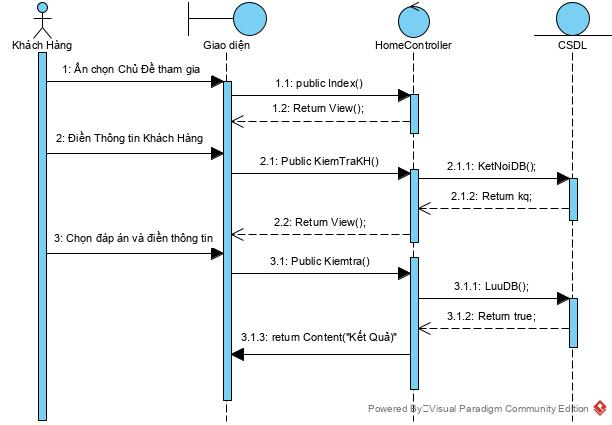 Khách Hàng
Giao diện
HomeController
CSDL
1: Ấn chọn Chủ Đề tham gia
1.1: public Index()
1.2: Return View();
2: Điền Thông tin Khách Hàng
2.1: Public KiemTraKH()
2.1.1: KetNoiDB();
2.1.2: Return kq;
2.2: Return View();
3: Chọn đáp án và điền thông tin
3.1: Public Kiemtra()
3.1.1: LuuDB();
3.1.2: Return true;
3.1.3: return Content("Kết Quả)"
Powered By Visual Paradigm Community Edition